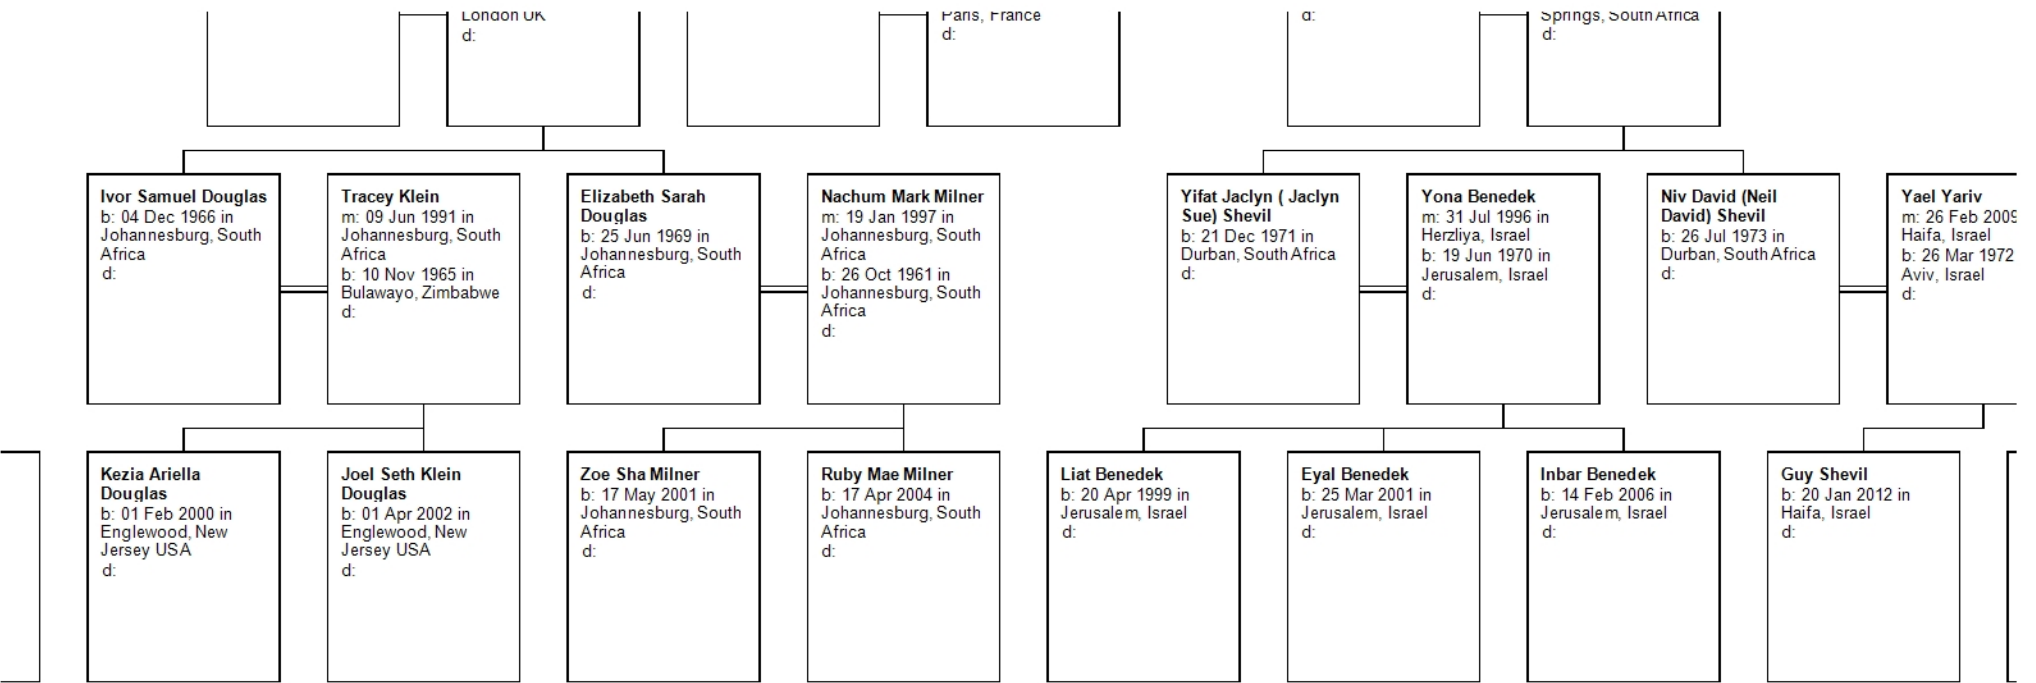 London UK
d:
Paris, France
d:
d:
Springs, South Africa
d:
Ivor Samuel Douglas
b: 04 Dec 1966 in
Johannesburg, South
Africa
d:
Tracey Klein
m: 09 Jun 1991 in
Johannesburg, South
Africa
b: 10 Nov 1965 in
Bulawayo, Zimbabwe
d:
Elizabeth Sarah
Douglas
b: 25 Jun 1969 in
Johannesburg, South
Africa
d:
Nachum Mark Milner
m: 19 Jan 1997 in
Johannesburg, South
Africa
b: 26 Oct 1961 in
Johannesburg, South
Africa
d:
Yifat Jaclyn ( Jaclyn
Sue) Shevil
b: 21 Dec 1971 in
Durban, South Africa
d:
Yona Benedek
m: 31 Jul 1996 in
Herzliya, Israel
b: 19 Jun 1970 in
Jerusalem, Israel
d:
Niv David (Neil
David) Shevil
b: 26 Jul 1973 in
Durban, South Africa
d:
Yael Yariv
m: 26 Feb 2009
Haifa, Israel
b: 26 Mar 1972
Aviv, Israel
d:
Kezia Ariella
Douglas
b: 01 Feb 2000 in
Englewood, New
Jersey USA
d:
Joel Seth Klein
Douglas
b: 01 Apr 2002 in
Englewood, New
Jersey USA
d:
Zoe Sha Milner
b: 17 May 2001 in
Johannesburg, South
Africa
d:
Ruby Mae Milner
b: 17 Apr 2004 in
Johannesburg, South
Africa
d:
Liat Benedek
b: 20 Apr 1999 in
Jerusalem, Israel
d:
Eyal Benedek
b: 25 Mar 2001 in
Jerusalem, Israel
d:
Inbar Benedek
b: 14 Feb 2006 in
Jerusalem, Israel
d:
Guy Shevil
b: 20 Jan 2012 in
Haifa, Israel
d: